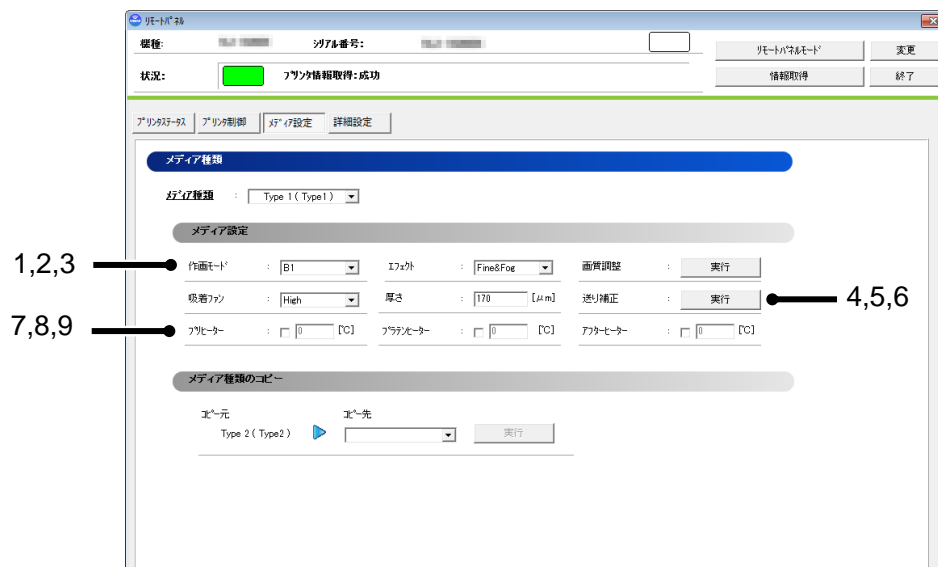 リモートパネル
機種: シリアル番号:
リモートパネルモード 変更
状況: プリンタ情報取得:成功
情報取得 終了
プリンタステータス プリンタ制御 メディア設定 詳細設定
メディア種類
メディア種類 : Type 1 ( Type1 )
メディア設定
1,2,3 作画モード : B1 エフェクト : Fine&Fog 画質調整 : 実行
吸着ファン : High 厚さ : 170 [μm] 送り補正 : 実行 4,5,6
7,8,9 プリヒーター : 0 [℃] プラテンヒーター : 0 [℃] アフターヒーター : 0 [℃]
メディア種類のコピー
コピー元 コピー先
Type 2 ( Type2 ) 実行